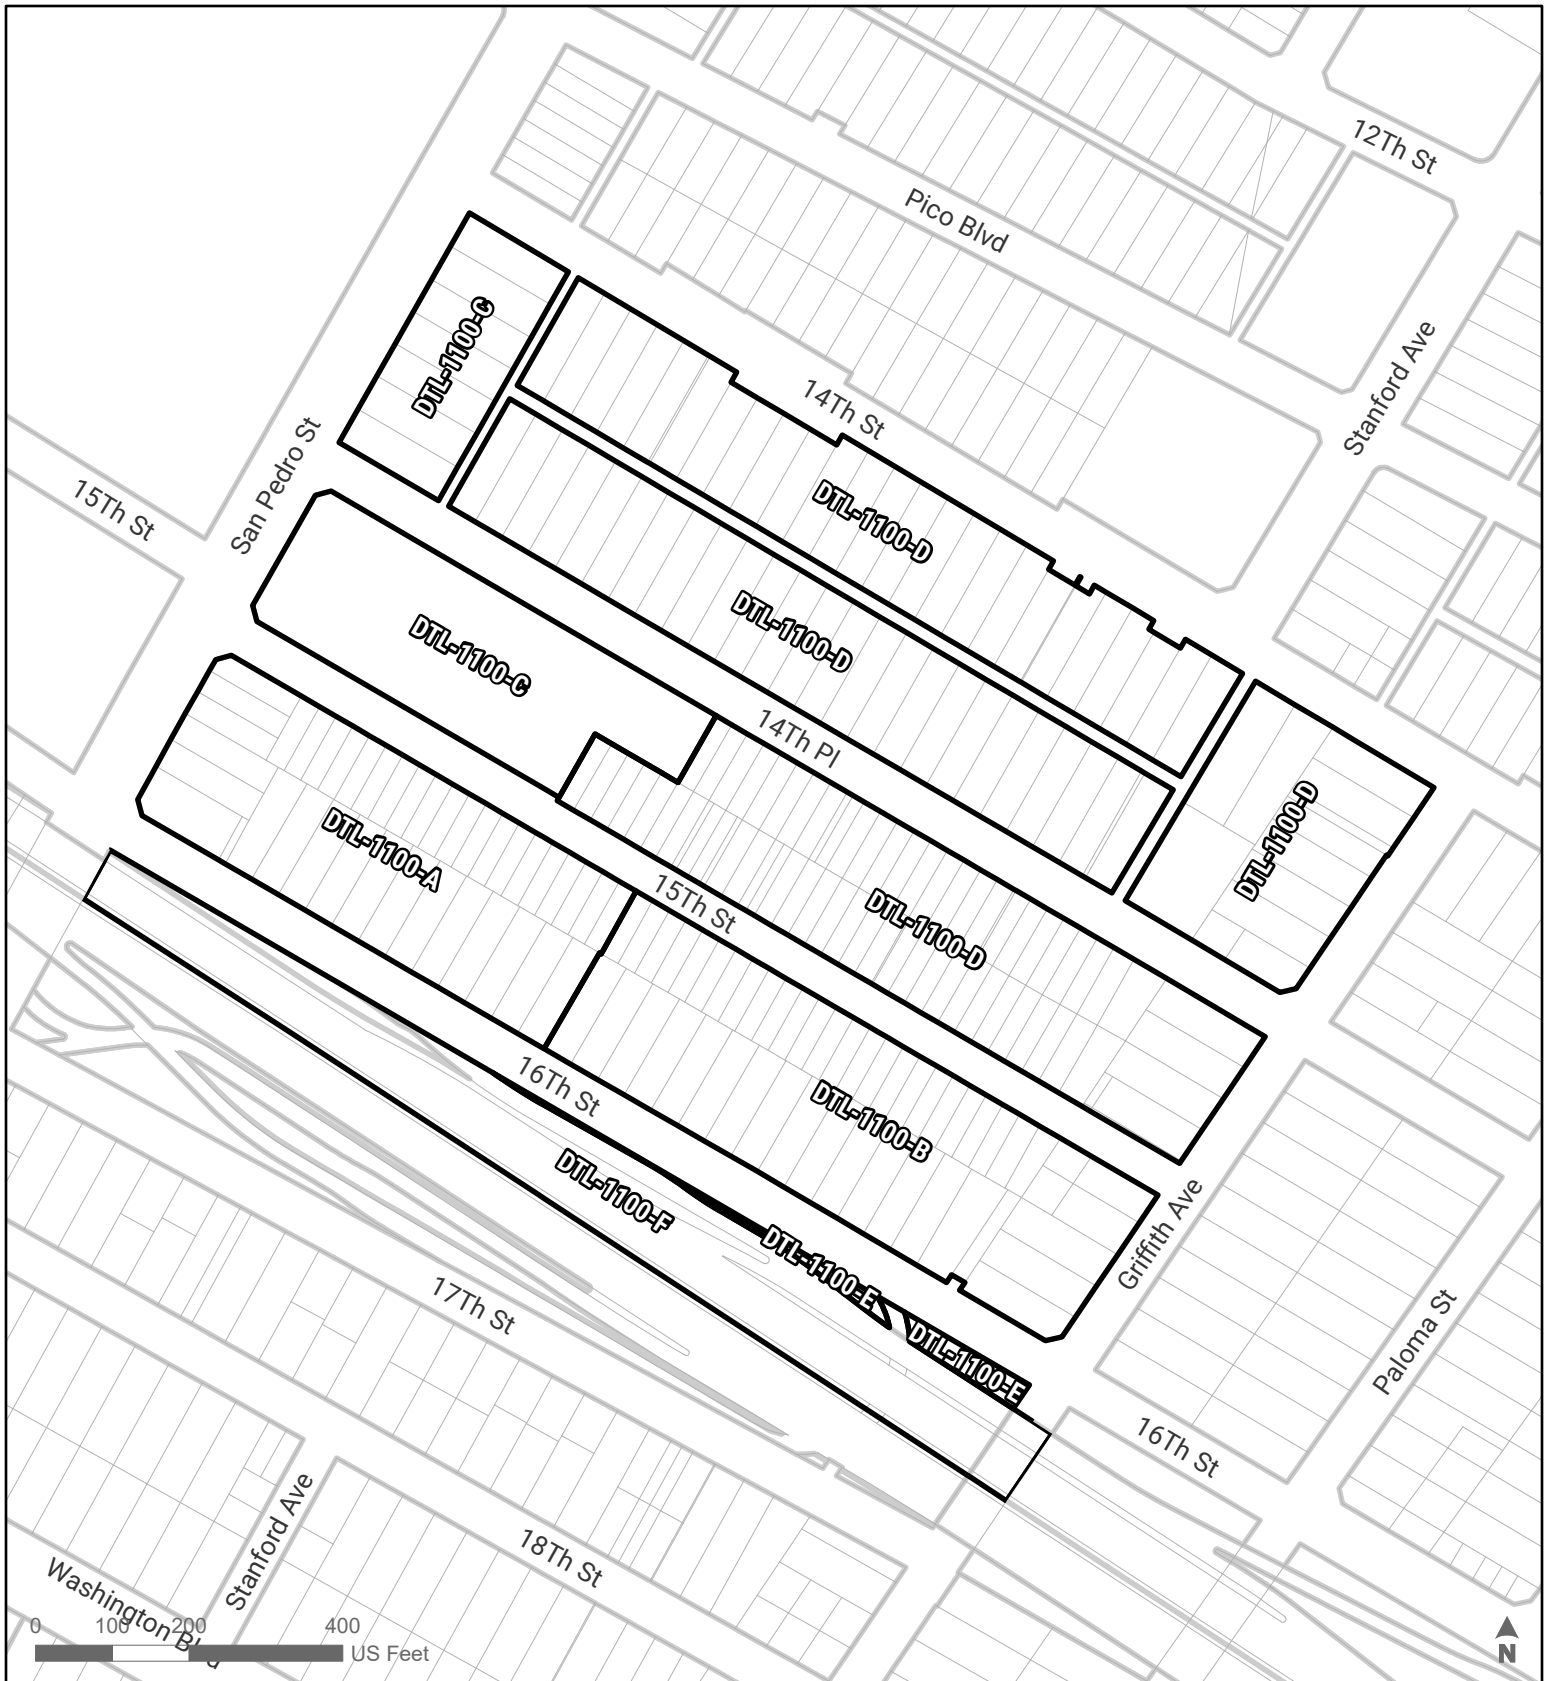 12Th St
Pico Blvd
Stanford Ave
DTL-1100-C
14Th St
San Pedro St
15Th St
DTL-1100-D
DTL-1100-D
DTL-1100-C
14Th Pl
DTL-1100-D
DTL-1100-A
15Th St
DTL-1100-D
16Th St
DTL-1100-B
DTL-1100-F
Griffith Ave
DTL-1100-E
DTL-1100-E
17Th St
Paloma St
16Th St
18Th St
Stanford Ave
Washington Blvd
0 100 200 400
US Feet
N